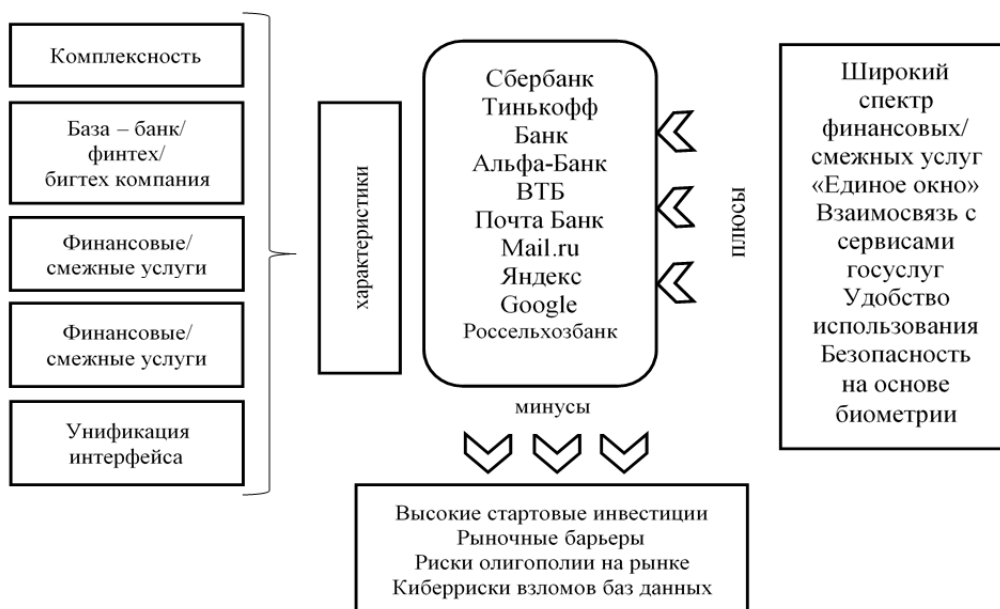 Комплексность
База – банк/
финтех/
бигтех компания
Финансовые/
смежные услуги
Финансовые/
смежные услуги
Унификация
интерфейса
характеристики
Сбербанк
Тинькофф
Банк
Альфа-Банк
ВТБ
Почта Банк
Mail.ru
Яндекс
Google
Россельхозбанк
плюсы
Широкий
спектр
финансовых/
смежных услуг
«Единое окно»
Взаимосвязь с
сервисами
госуслуг
Удобство
использования
Безопасность
на основе
биометрии
минусы
Высокие стартовые инвестиции
Рыночные барьеры
Риски олигополии на рынке
Киберриски взломов баз данных